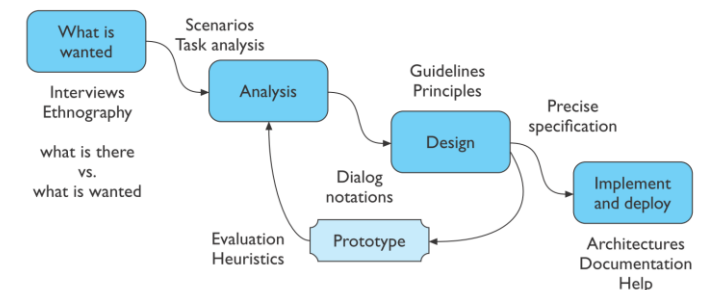 What is
wanted
Scenarios
Task analysis
Interviews
Ethnography
what is there
vs.
what is wanted
Analysis
Guidelines
Principles
Design
Precise
specification
Dialog
notations
Implement
and deploy
Evaluation
Heuristics
Prototype
Architectures
Documentation
Help